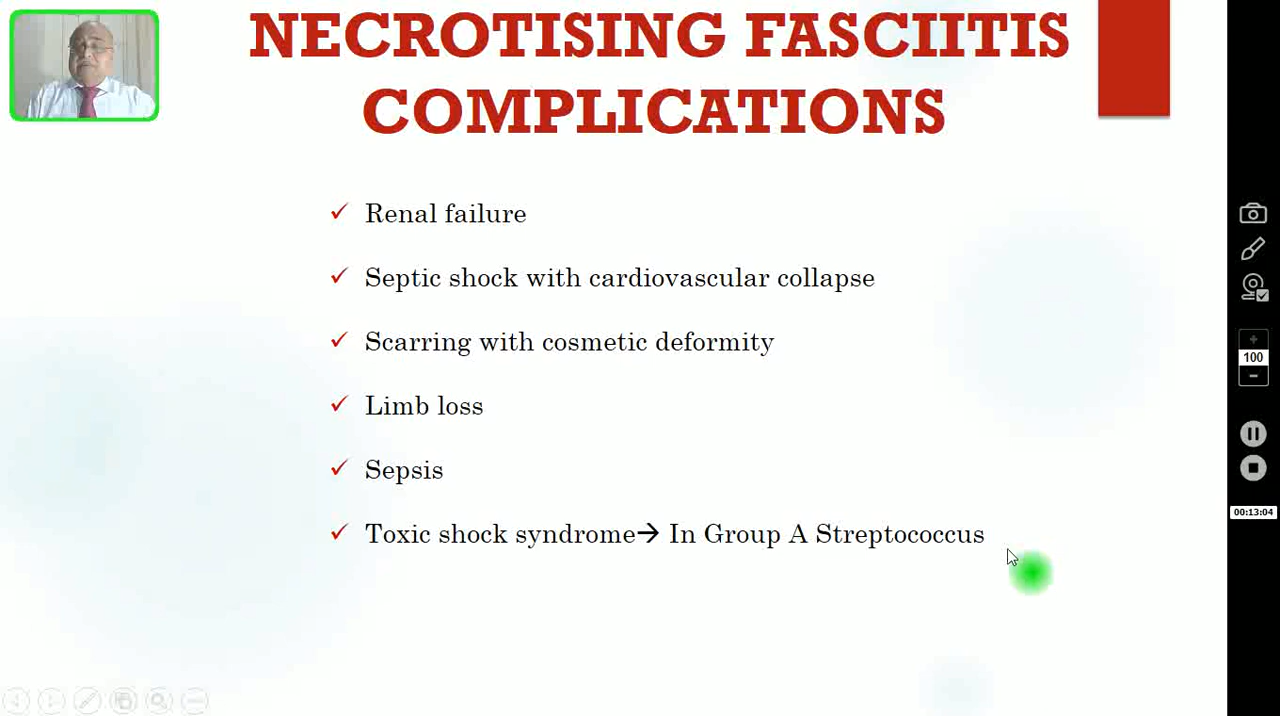 NECROTISING FASCIITIS
COMPLICATIONS
✓ Renal failure
✓ Septic shock with cardiovascular collapse
✓ Scarring with cosmetic deformity
✓ Limb loss
✓ Sepsis
✓ Toxic shock syndrome→ In Group A Streptococcus
100
00:13:04